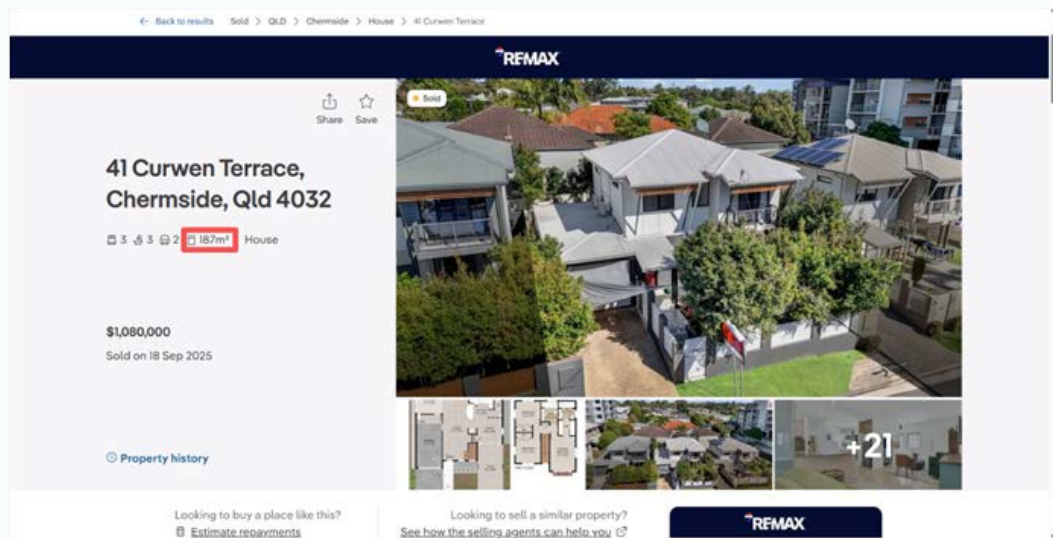 Back to results Sold > QLD > Chermside > House > 41 Curwen Terrace
RE/MAX
Share Save
Sold
41 Curwen Terrace,
Chermside, Qld 4032
3 3 2 187m² House
$1,080,000
Sold on 18 Sep 2025
Property history
+21
Looking to buy a place like this?
Estimate repayments
Looking to sell a similar property?
See how the selling agents can help you
RE/MAX